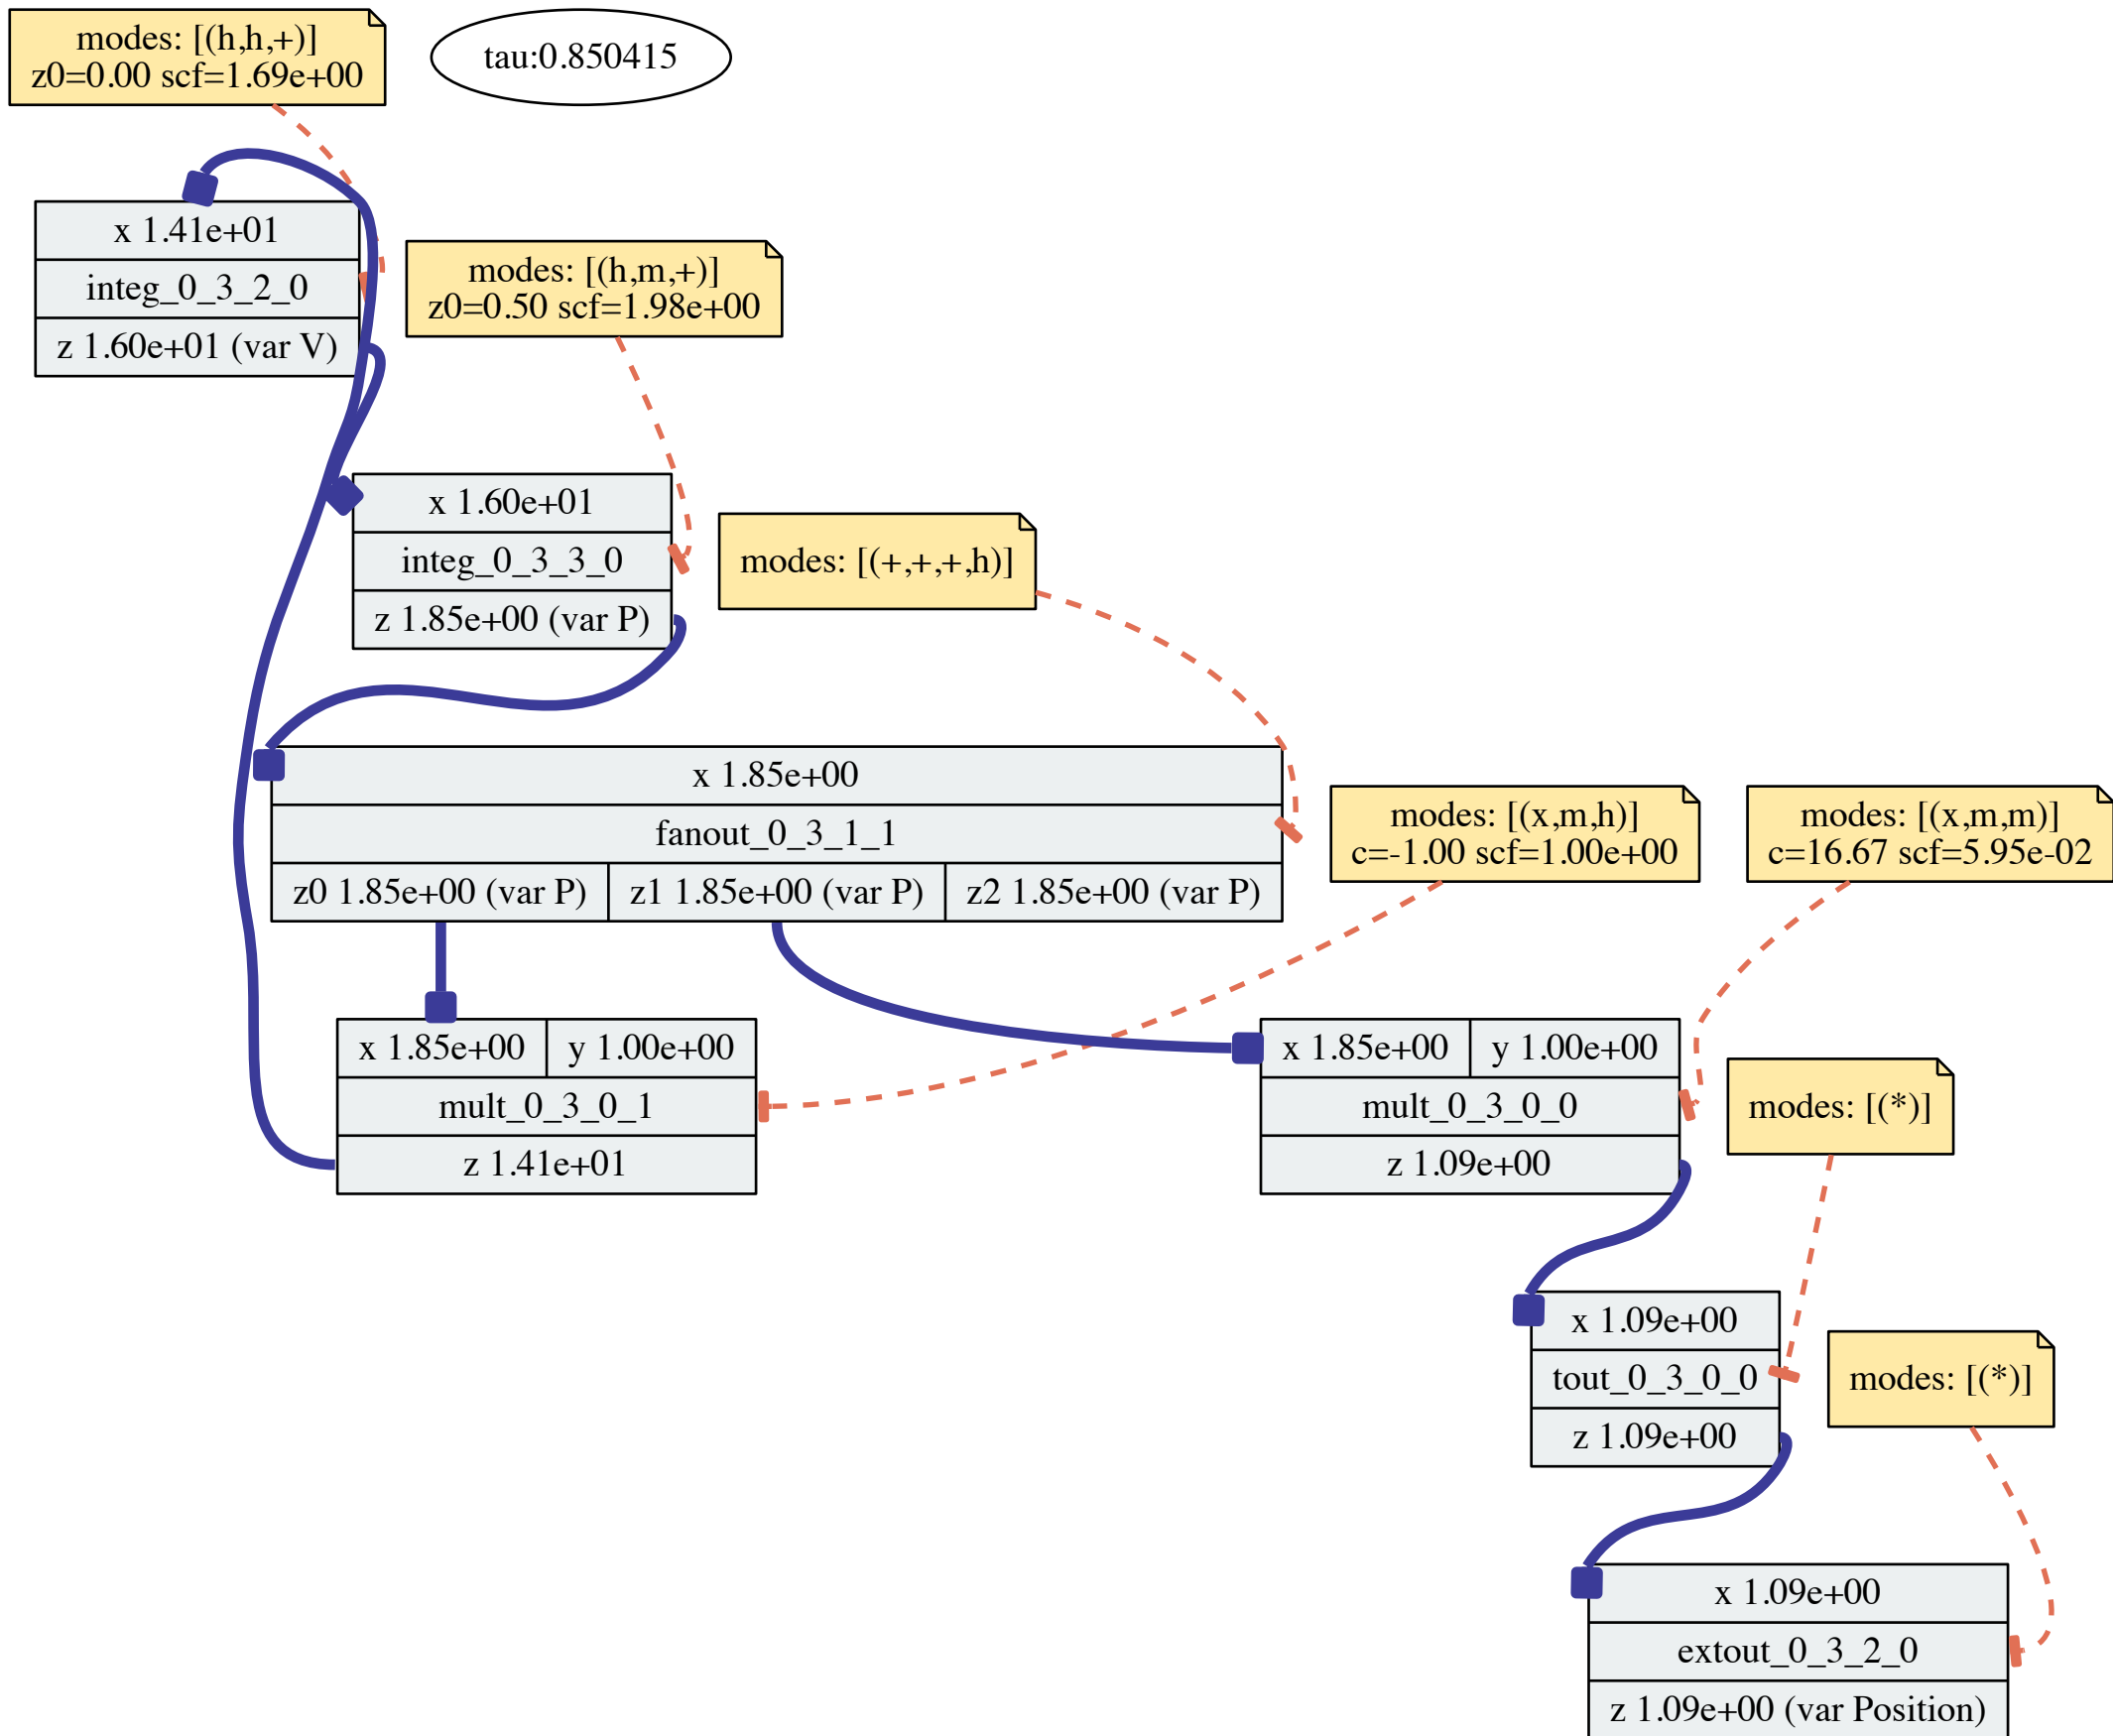 modes: [(h,h,+)]
z0=0.00 scf=1.69e+00
tau:0.850415
x 1.41e+01
integ_0_3_2_0
z 1.60e+01 (var V)
modes: [(h,m,+)]
z0=0.50 scf=1.98e+00
x 1.60e+01
integ_0_3_3_0
z 1.85e+00 (var P)
modes: [(+,+,+,h)]
x 1.85e+00
fanout_0_3_1_1
z0 1.85e+00 (var P)
z1 1.85e+00 (var P)
z2 1.85e+00 (var P)
modes: [(x,m,h)]
c=-1.00 scf=1.00e+00
modes: [(x,m,m)]
c=16.67 scf=5.95e-02
x 1.85e+00
y 1.00e+00
mult_0_3_0_1
z 1.41e+01
x 1.85e+00
y 1.00e+00
mult_0_3_0_0
z 1.09e+00
modes: [(*)]
x 1.09e+00
tout_0_3_0_0
z 1.09e+00
modes: [(*)]
x 1.09e+00
extout_0_3_2_0
z 1.09e+00 (var Position)